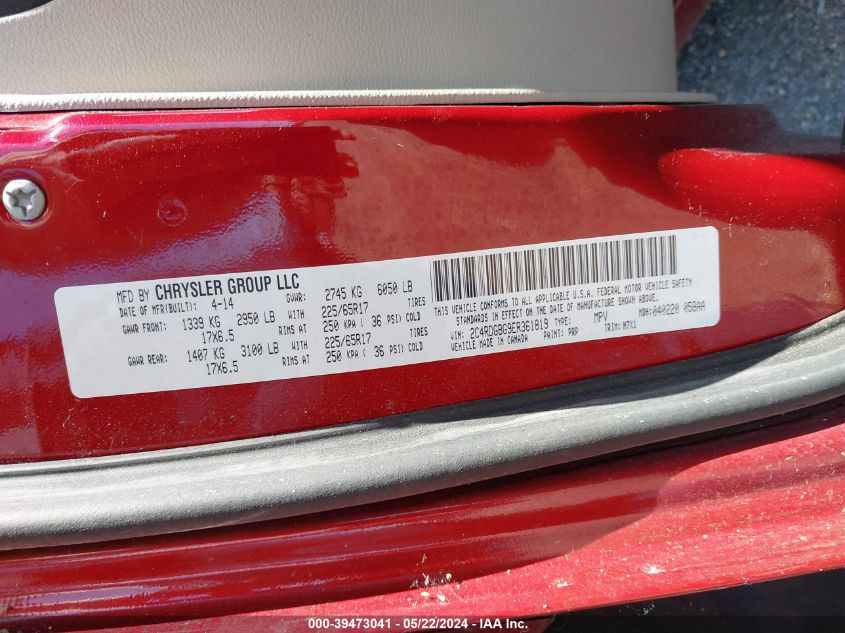 MFD BY CHRYSLER GROUP LLC
DATE OF MFR(BUILT): 4-14 GVWR: 2745 KG 6050 LB
GAWR FRONT: 1339 KG 2950 LB WITH 225/65R17 TIRES
17X6.5 RIMS AT 250 KPA ( 36 PSI) COLD
GAWR REAR: 1407 KG 3100 LB WITH 225/65R17 TIRES
17X6.5 RIMS AT 250 KPA ( 36 PSI) COLD
THIS VEHICLE CONFORMS TO ALL APPLICABLE U.S.A. FEDERAL MOTOR VEHICLE SAFETY
STANDARDS IN EFFECT ON THE DATE OF MANUFACTURE SHOWN ABOVE.
VIN: 2C4RDGBG9ER361819 TYPE: MPV MDH:040220 058AA
VEHICLE MADE IN CANADA PAINT: PRP TRIM: M7X1
000-39473041 - 05/22/2024 - IAA Inc.